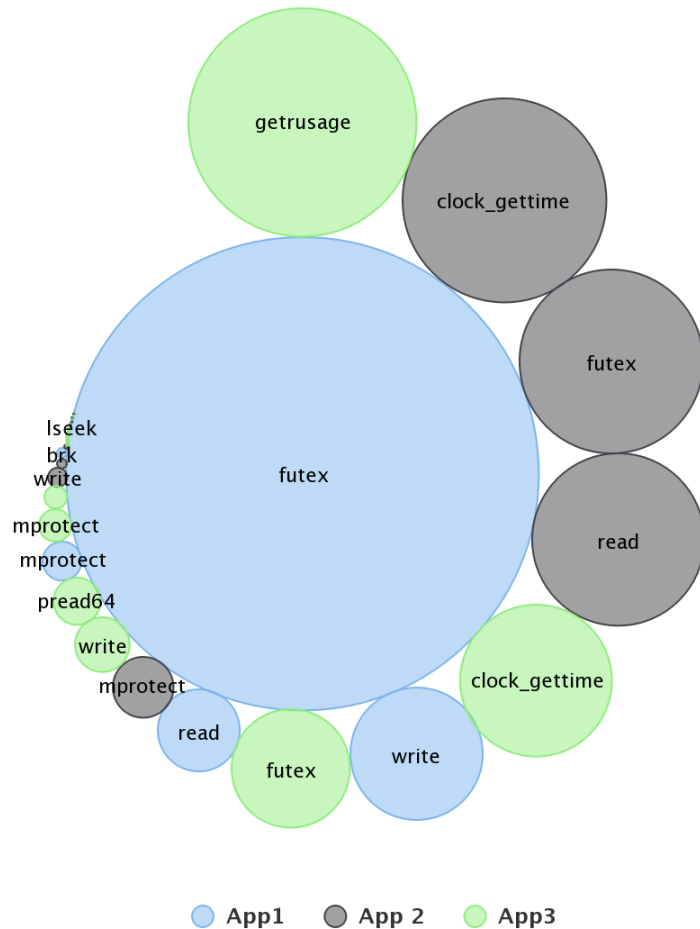 getrusage
clock_gettime
futex
lseek
brk
futex
write
mprotect
read
mprotect
pread64
write
clock_gettime
mprotect
read
write
futex
App1 App 2 App3